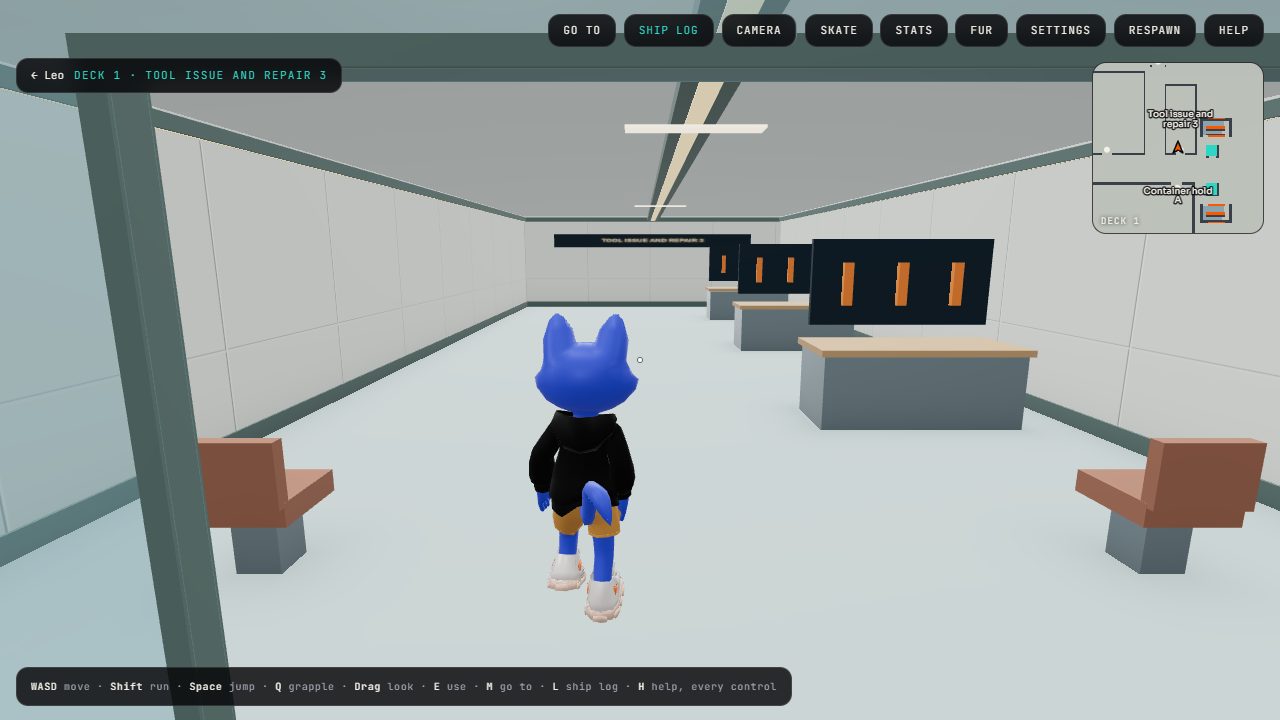 GO TO
SHIP LOG
CAMERA
SKATE
STATS
FUR
SETTINGS
RESPAWN
HELP
← Leo DECK 1 · TOOL ISSUE AND REPAIR 3
Tool issue and
repair 3
Container hold
A
DECK 1
TOOL ISSUE AND REPAIR 3
WASD move · Shift run · Space jump · Q grapple · Drag look · E use · M go to · L ship log · H help, every control